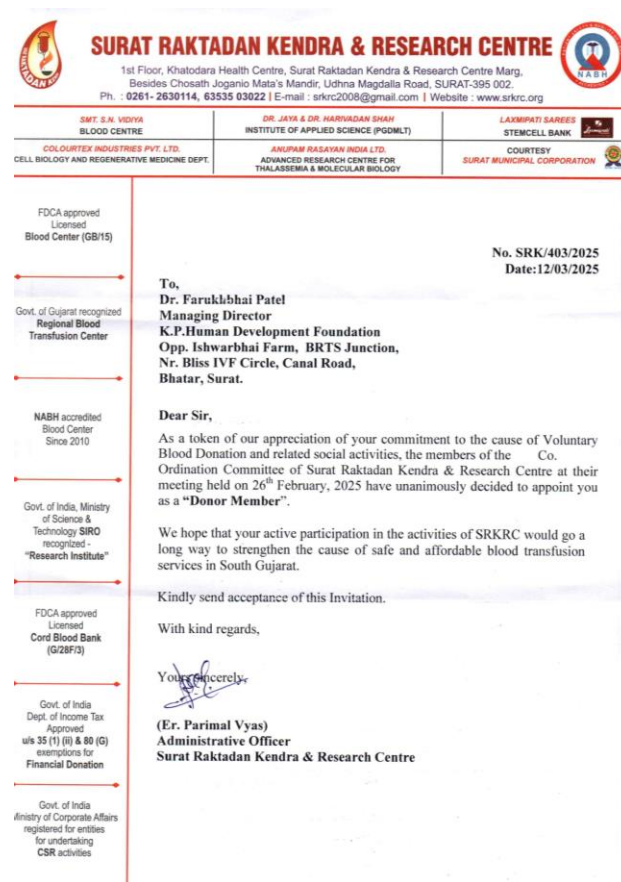 RAKTADAN
SURAT RAKTADAN KENDRA & RESEARCH CENTRE
NABH
1st Floor, Khatodara Health Centre, Surat Raktadan Kendra & Research Centre Marg,
Besides Chosath Joganio Mata's Mandir, Udhna Magdalla Road, SURAT-395 002.
Ph. : 0261- 2630114, 63535 03022 | E-mail : srkrc2008@gmail.com | Website : www.srkrc.org
SMT. S.N. VIDIYA
BLOOD CENTRE
DR. JAYA & DR. HARIVADAN SHAH
INSTITUTE OF APPLIED SCIENCE (PGDMLT)
LAXMIPATI SAREES
STEMCELL BANK
COLOURTEX INDUSTRIES PVT. LTD.
CELL BIOLOGY AND REGENERATIVE MEDICINE DEPT.
ANUPAM RASAYAN INDIA LTD.
ADVANCED RESEARCH CENTRE FOR
THALASSEMIA & MOLECULAR BIOLOGY
COURTESY
SURAT MUNICIPAL CORPORATION
FDCA approved
Licensed
Blood Center (GB/15)
Govt. of Gujarat recognized
Regional Blood
Transfusion Center
NABH accredited
Blood Center
Since 2010
Govt. of India, Ministry
of Science &
Technology SIRO
recognized -
"Research Institute"
FDCA approved
Licensed
Cord Blood Bank
(G/28F/3)
Govt. of India
Dept. of Income Tax
Approved
u/s 35 (1) (ii) & 80 (G)
exemptions for
Financial Donation
Govt. of India
Ministry of Corporate Affairs
registered for entities
for undertaking
CSR activities
No. SRK/403/2025
Date:12/03/2025
To,
Dr. Farukhbhai Patel
Managing Director
K.P.Human Development Foundation
Opp. Ishwarbhai Farm, BRTS Junction,
Nr. Bliss IVF Circle, Canal Road,
Bhatar, Surat.
Dear Sir,
As a token of our appreciation of your commitment to the cause of Voluntary
Blood Donation and related social activities, the members of the Co.
Ordination Committee of Surat Raktadan Kendra & Research Centre at their
meeting held on 26th February, 2025 have unanimously decided to appoint you
as a "Donor Member".
We hope that your active participation in the activities of SRKRC would go a
long way to strengthen the cause of safe and affordable blood transfusion
services in South Gujarat.
Kindly send acceptance of this Invitation.
With kind regards,
Yours sincerely,
(Er. Parimal Vyas)
Administrative Officer
Surat Raktadan Kendra & Research Centre